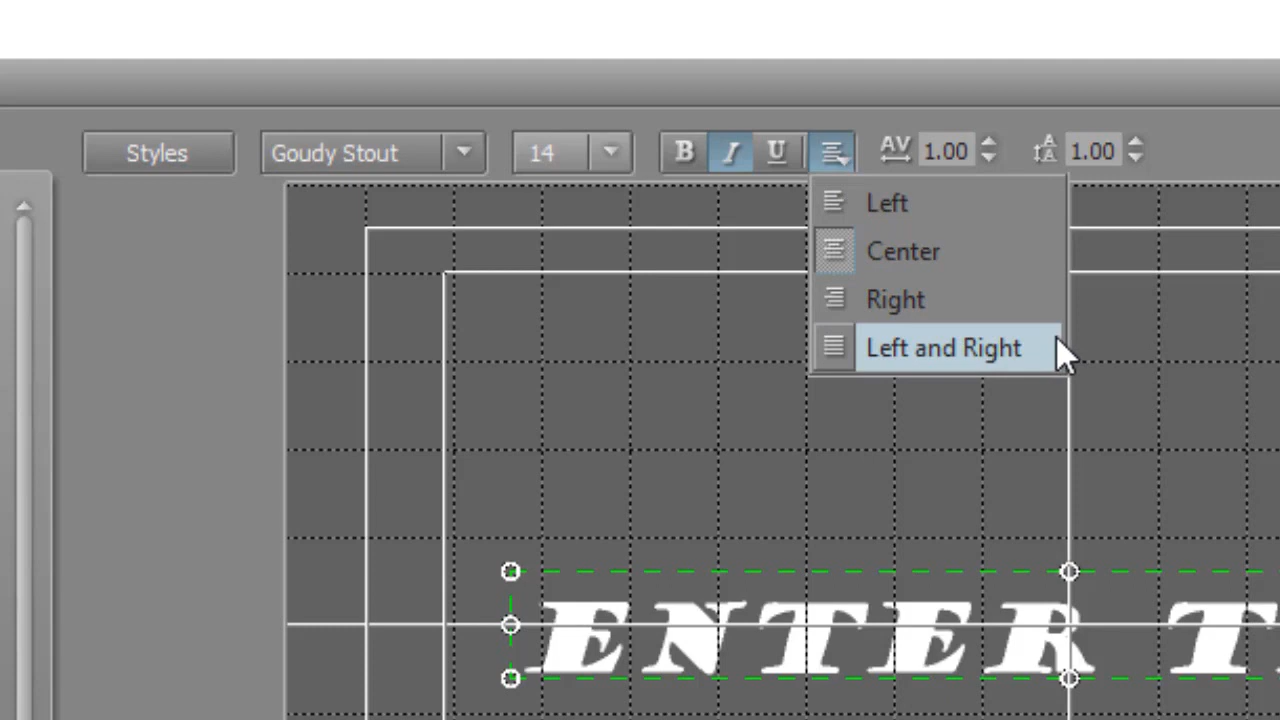 Styles Goudy Stout 14 B I U AV 1.00 A A 1.00
Left
Center
Right
Left and Right
ENTER